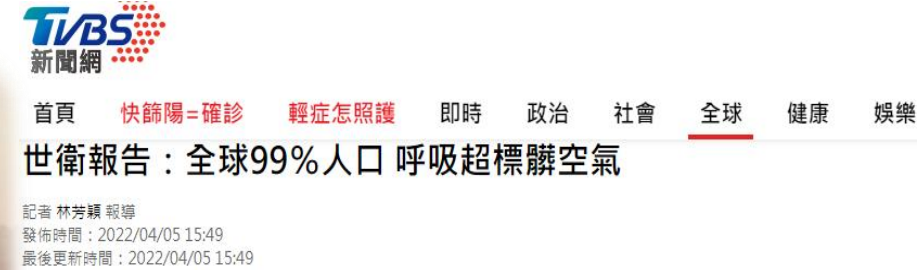 TVBS
新聞網
首頁 快篩陽=確診 輕症怎照護 即時 政治 社會 全球 健康 娛樂
世衛報告：全球99%人口 呼吸超標髒空氣
記者 林芳穎 報導
發佈時間：2022/04/05 15:49
最後更新時間：2022/04/05 15:49